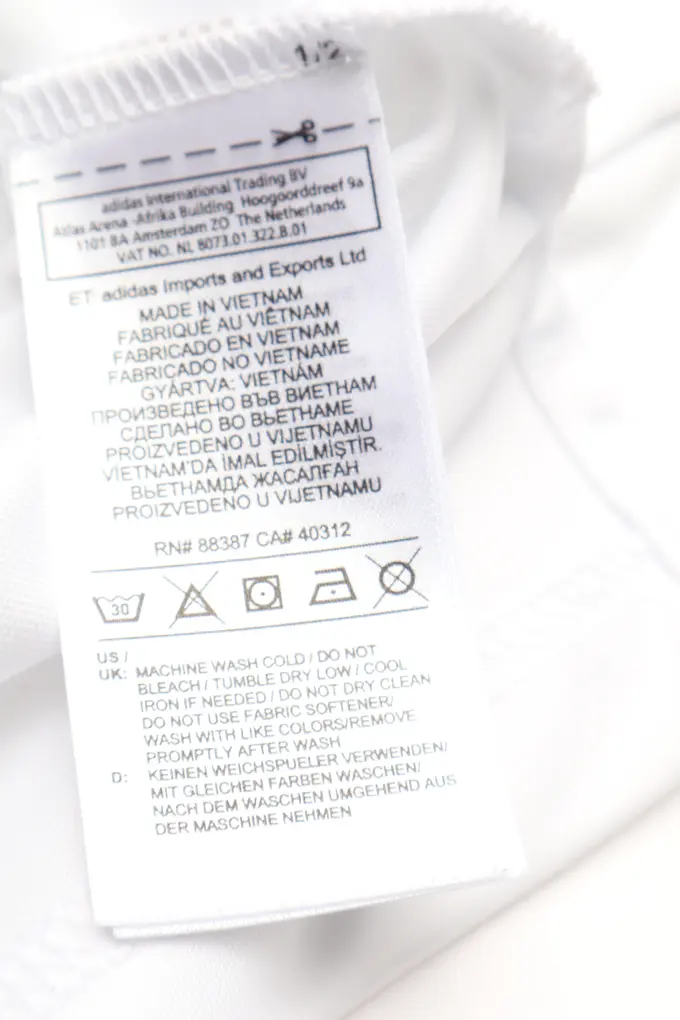 1/2
adidas International Trading BV
Atlas Arena -Afrika Building Hoogoorddreef 9a
1101 BA Amsterdam ZO The Netherlands
VAT NO. NL 8073.01.322.B.01
ET: adidas Imports and Exports Ltd
MADE IN VIETNAM
FABRIQUÉ AU VIÊTNAM
FABRICADO EN VIETNAM
FABRICADO NO VIETNAME
GYÁRTVA: VIETNÁM
ПРОИЗВЕДЕНО ВЪВ ВИЕТНАМ
СДЕЛАНО ВО ВЬЕТНАМЕ
PROIZVEDENO U VIJETNAMU
VİETNAM'DA İMAL EDİLMİŞTİR.
ВЬЕТНАМДА ЖАСАЛҒАН
PROIZVEDENO U VIJETNAMU
RN# 88387 CA# 40312
30
US /
UK: MACHINE WASH COLD / DO NOT
BLEACH / TUMBLE DRY LOW / COOL
IRON IF NEEDED / DO NOT DRY CLEAN
DO NOT USE FABRIC SOFTENER/
WASH WITH LIKE COLORS/REMOVE
PROMPTLY AFTER WASH
D: KEINEN WEICHSPUELER VERWENDEN/
MIT GLEICHEN FARBEN WASCHEN/
NACH DEM WASCHEN UMGEHEND AUS
DER MASCHINE NEHMEN